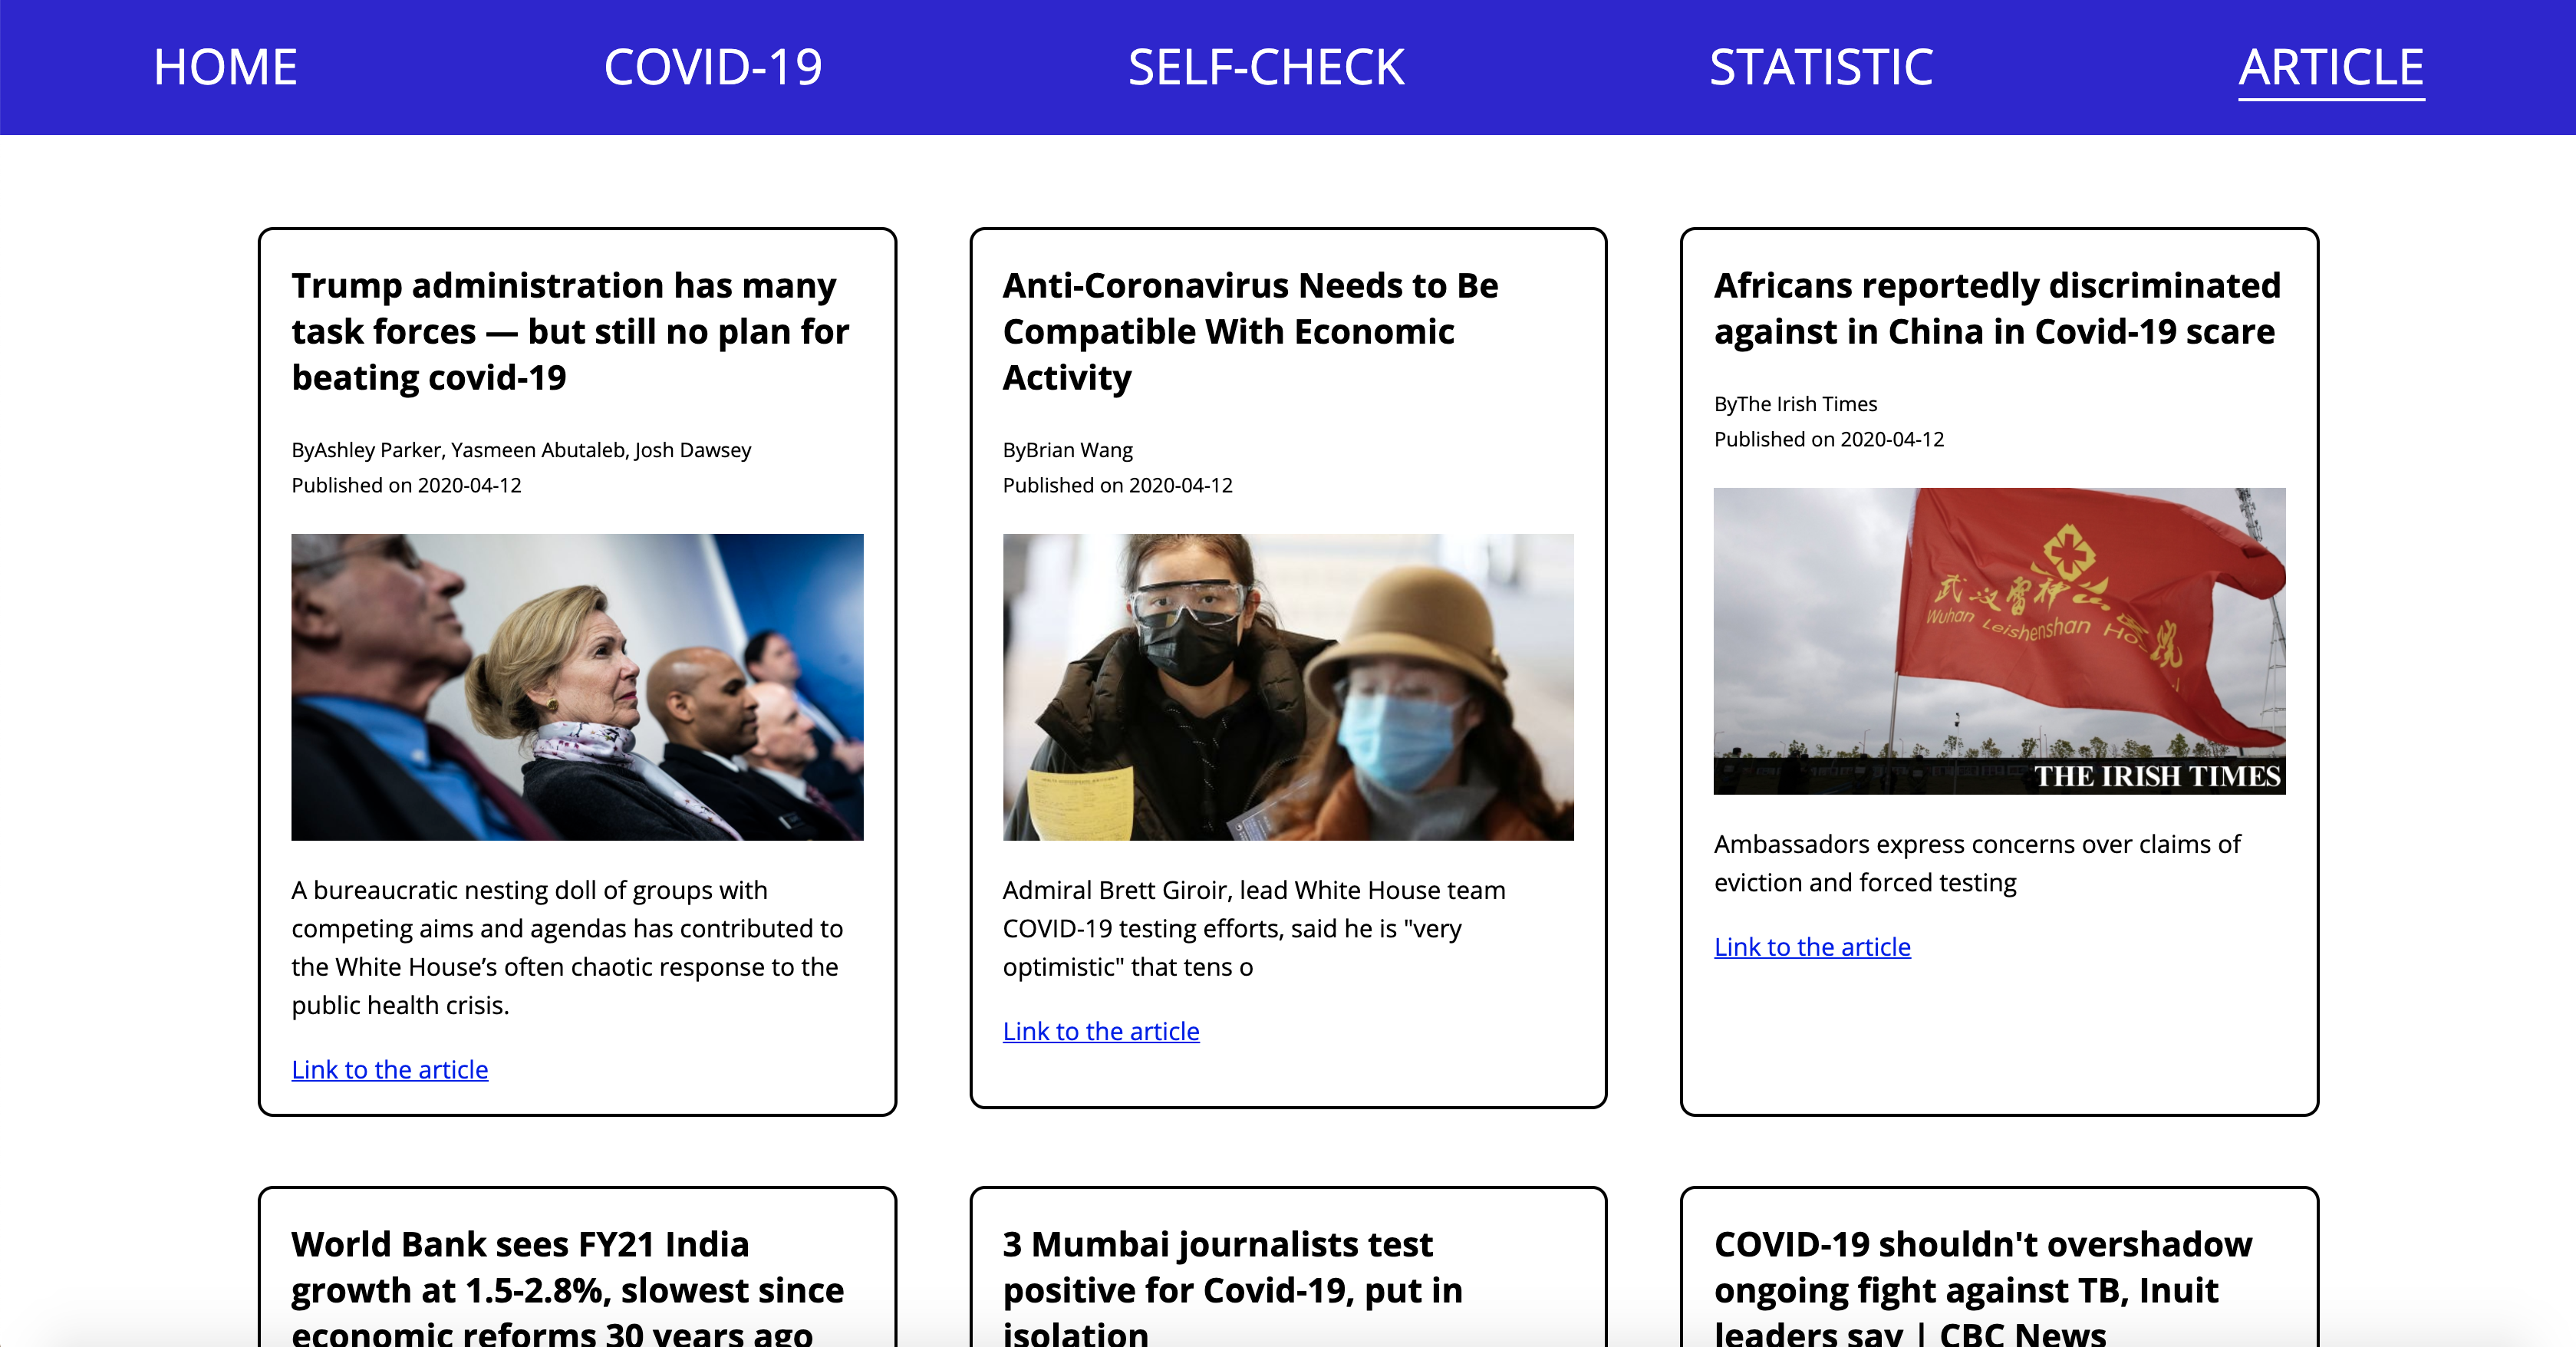 HOME
COVID-19
SELF-CHECK
STATISTIC
ARTICLE
Trump administration has many
task forces — but still no plan for
beating covid-19
ByAshley Parker, Yasmeen Abutaleb, Josh Dawsey
Published on 2020-04-12
A bureaucratic nesting doll of groups with
competing aims and agendas has contributed to
the White House’s often chaotic response to the
public health crisis.
Link to the article
Anti-Coronavirus Needs to Be
Compatible With Economic
Activity
ByBrian Wang
Published on 2020-04-12
Admiral Brett Giroir, lead White House team
COVID-19 testing efforts, said he is "very
optimistic" that tens o
Link to the article
Africans reportedly discriminated
against in China in Covid-19 scare
ByThe Irish Times
Published on 2020-04-12
武汉雷神山
Wuhan Leishenshan Ho
THE IRISH TIMES
Ambassadors express concerns over claims of
eviction and forced testing
Link to the article
World Bank sees FY21 India
growth at 1.5-2.8%, slowest since
economic reforms 30 years ago
3 Mumbai journalists test
positive for Covid-19, put in
isolation
COVID-19 shouldn't overshadow
ongoing fight against TB, Inuit
leaders say | CBC News